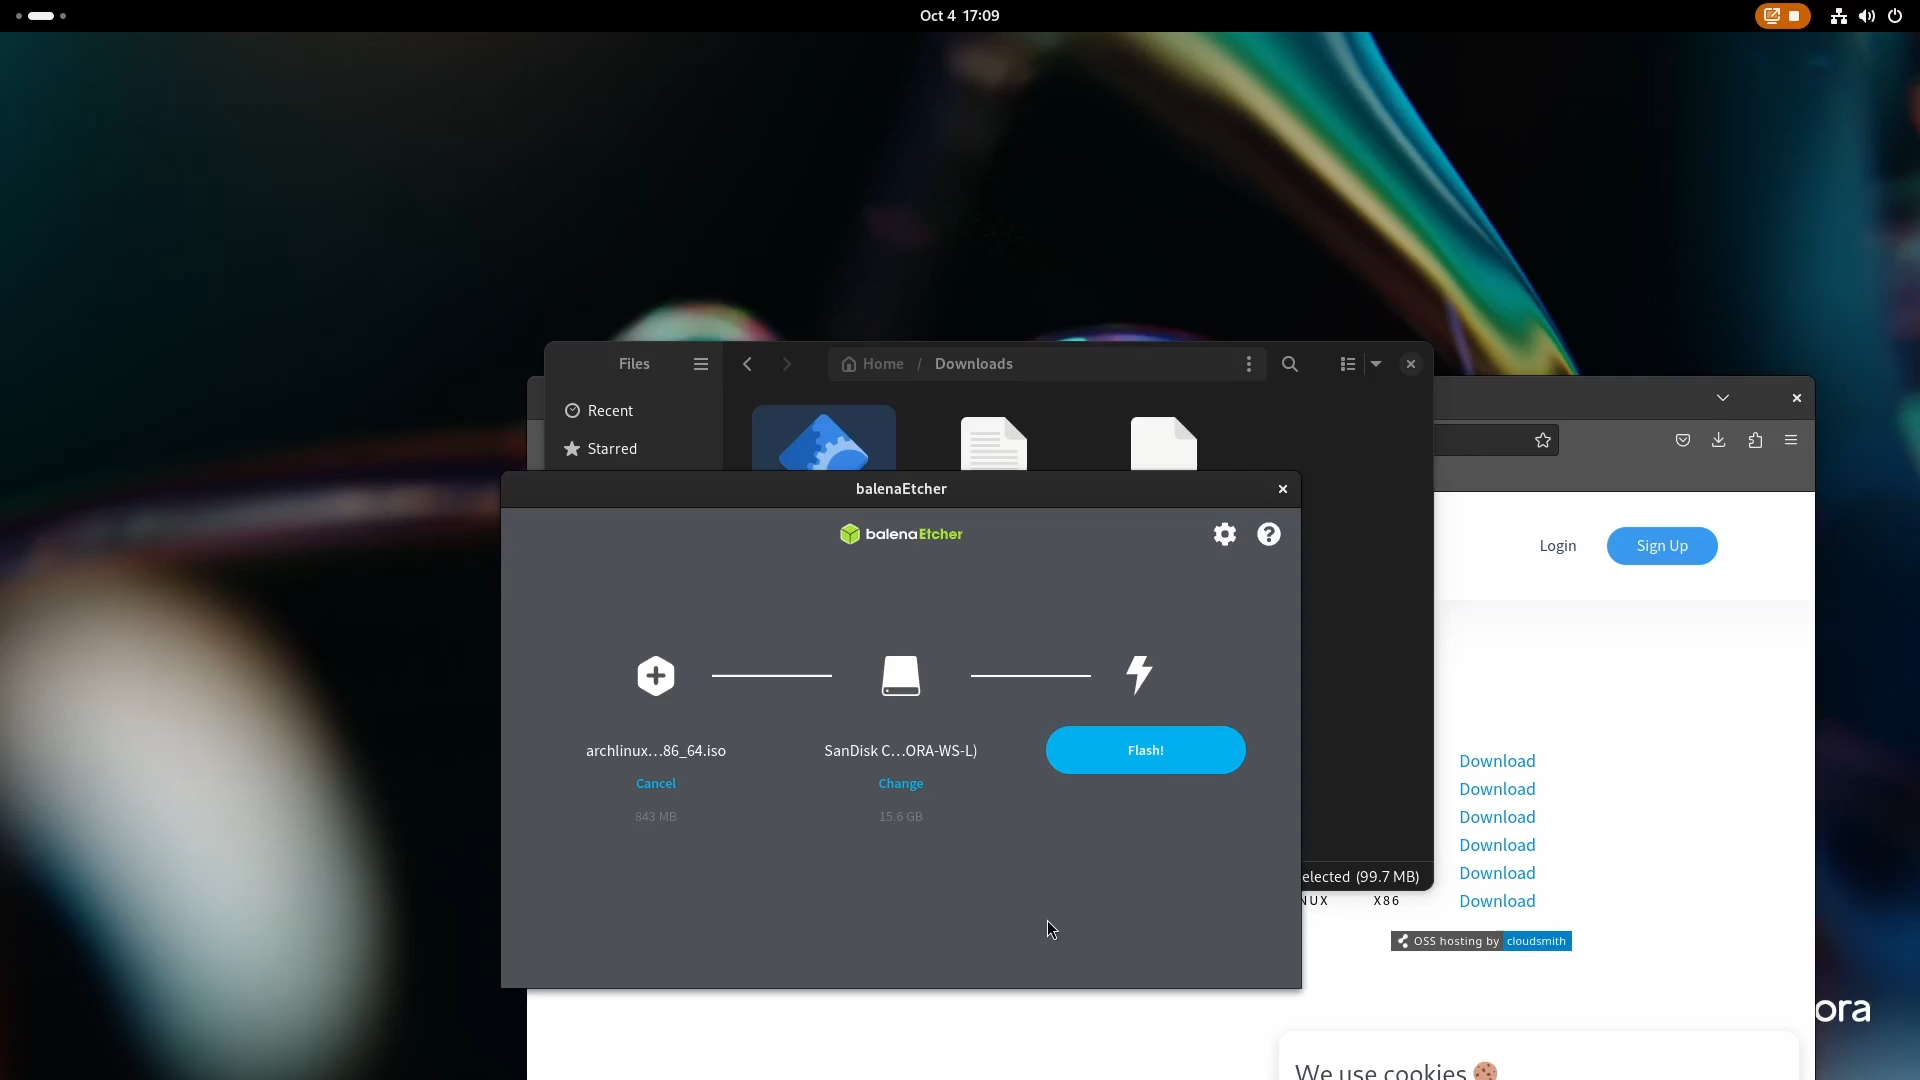 Oct 4 17:09
Files
Home / Downloads
Recent
Starred
balenaEtcher
balenaEtcher
Login
Sign Up
archlinux...86_64.iso
SanDisk C...ORA-WS-L)
Flash!
Cancel
Change
843 MB
15.6 GB
Download
Download
Download
Download
Download
elected (99.7 MB)
NUX X86 Download
OSS hosting by cloudsmith
ora
We use cookies